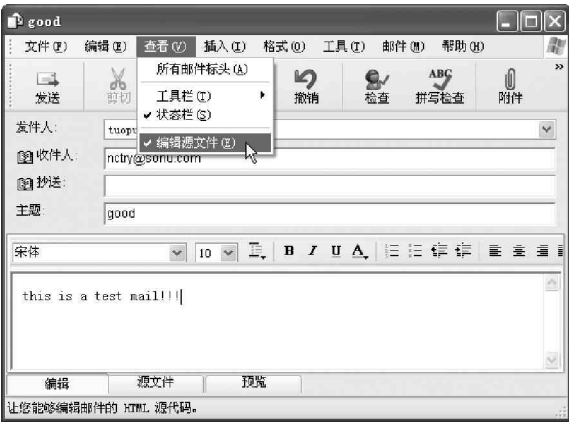 good
文件(F) 编辑(E) 查看(V) 插入(I) 格式(O) 工具(T) 邮件(M) 帮助(H)
所有邮件标头(A)
工具栏(T)
状态栏(S)
编辑源文件(E)
发送 剪切 撤销 检查 拼写检查 附件
发件人:
收件人: nctry@sohu.com
抄送:
主题: good
宋体 10 B I U A
this is a test mail!!!
编辑 源文件 预览
让您能够编辑邮件的 HTML 源代码。